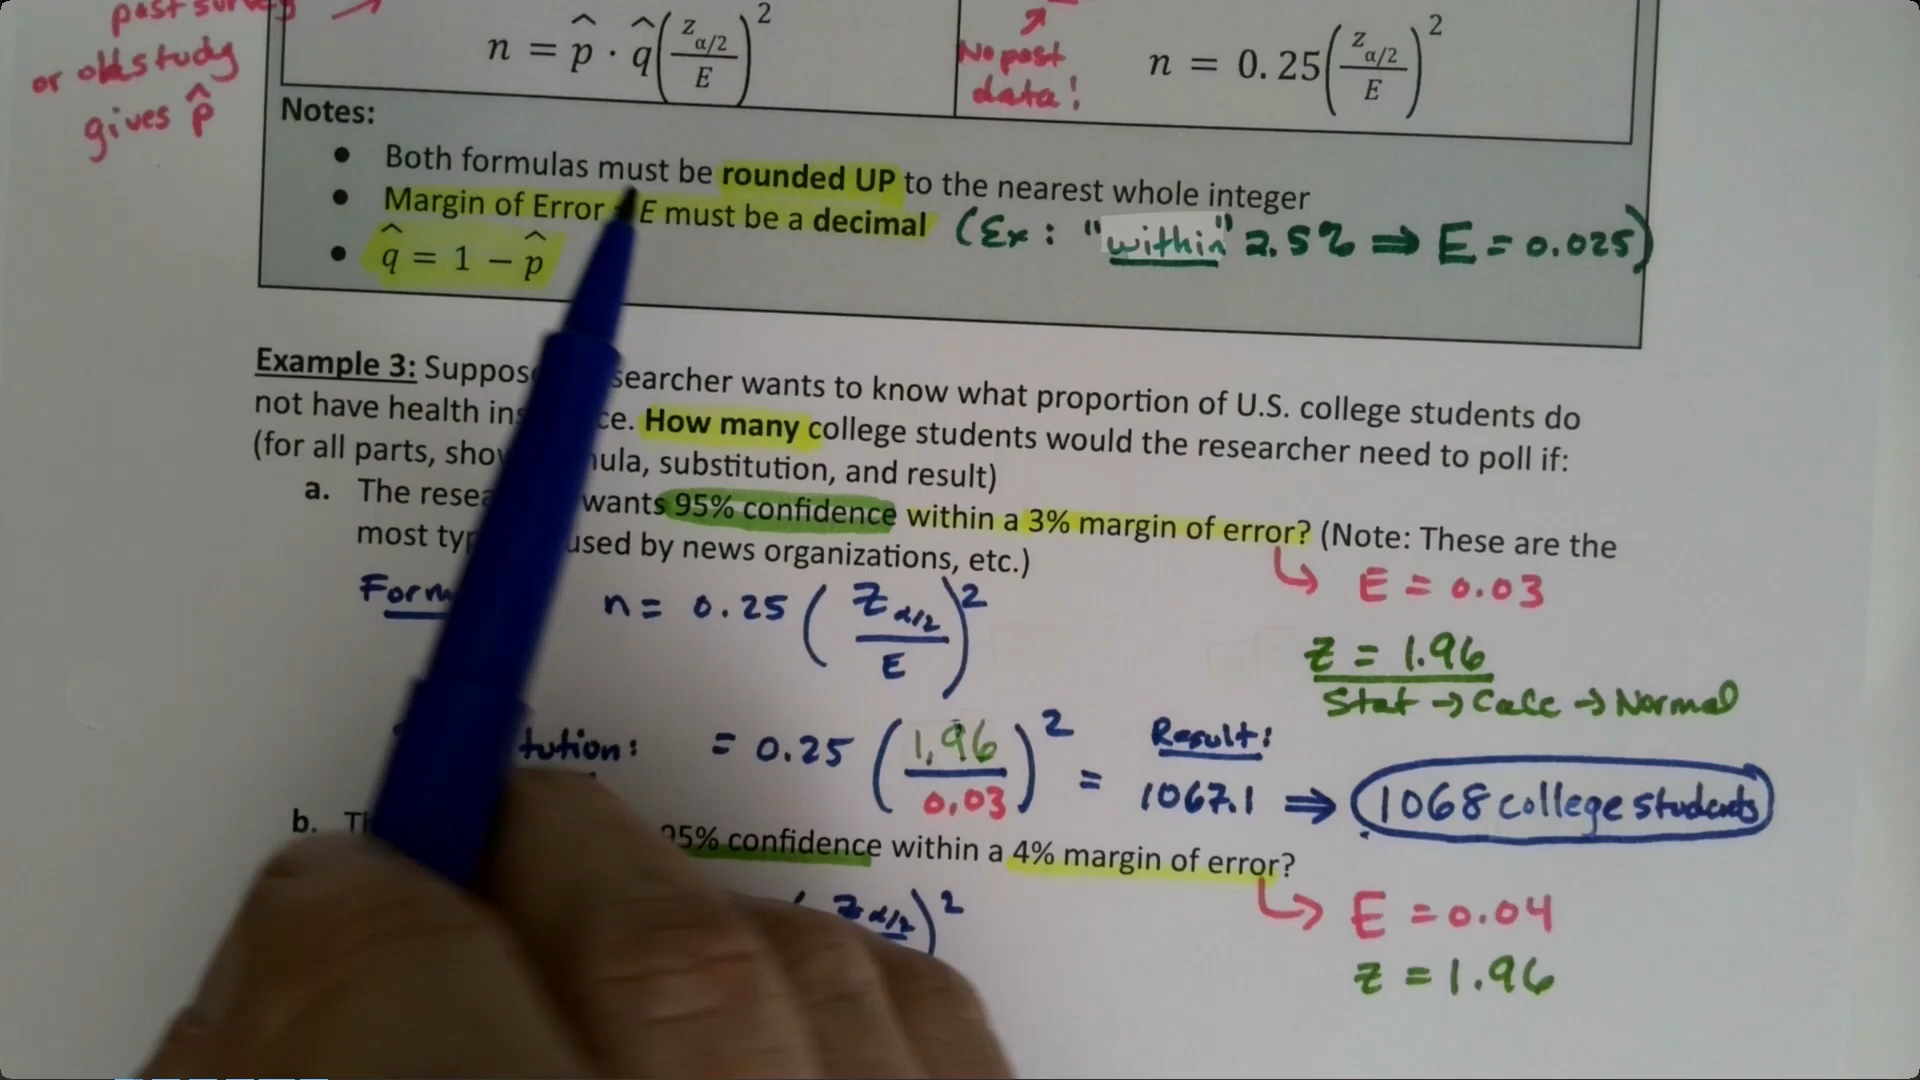 past survey
or old study
gives p̂
n = p̂ · q̂(z α/2 / E)²
No past
data!
n = 0.25(z α/2 / E)²
Notes:
• Both formulas must be rounded UP to the nearest whole integer
• Margin of Error E must be a decimal (Ex: "within" 2.5% ⇒ E = 0.025)
• q̂ = 1 − p̂
Example 3: Suppos searcher wants to know what proportion of U.S. college students do
not have health ins ce. How many college students would the researcher need to poll if:
(for all parts, sho ula, substitution, and result)
a. The resea wants 95% confidence within a 3% margin of error? (Note: These are the
most typ used by news organizations, etc.)
E = 0.03
Form n = 0.25 (Z α/2 / E)²
Z = 1.96
Stat → Calc → Normal
tution: = 0.25 (1.96 / 0.03)² =
Result:
1067.1 ⇒ 1068 college students
b. Th 95% confidence within a 4% margin of error?
(Z α/2)²
E = 0.04
Z = 1.96